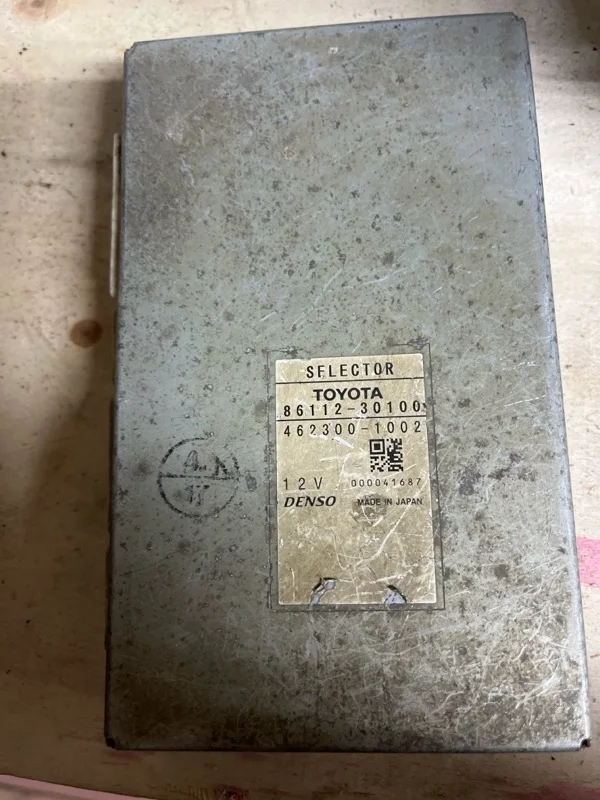 SELECTOR
TOYOTA
86112-30100
462300-1002
12V 000041687
DENSO MADE IN JAPAN